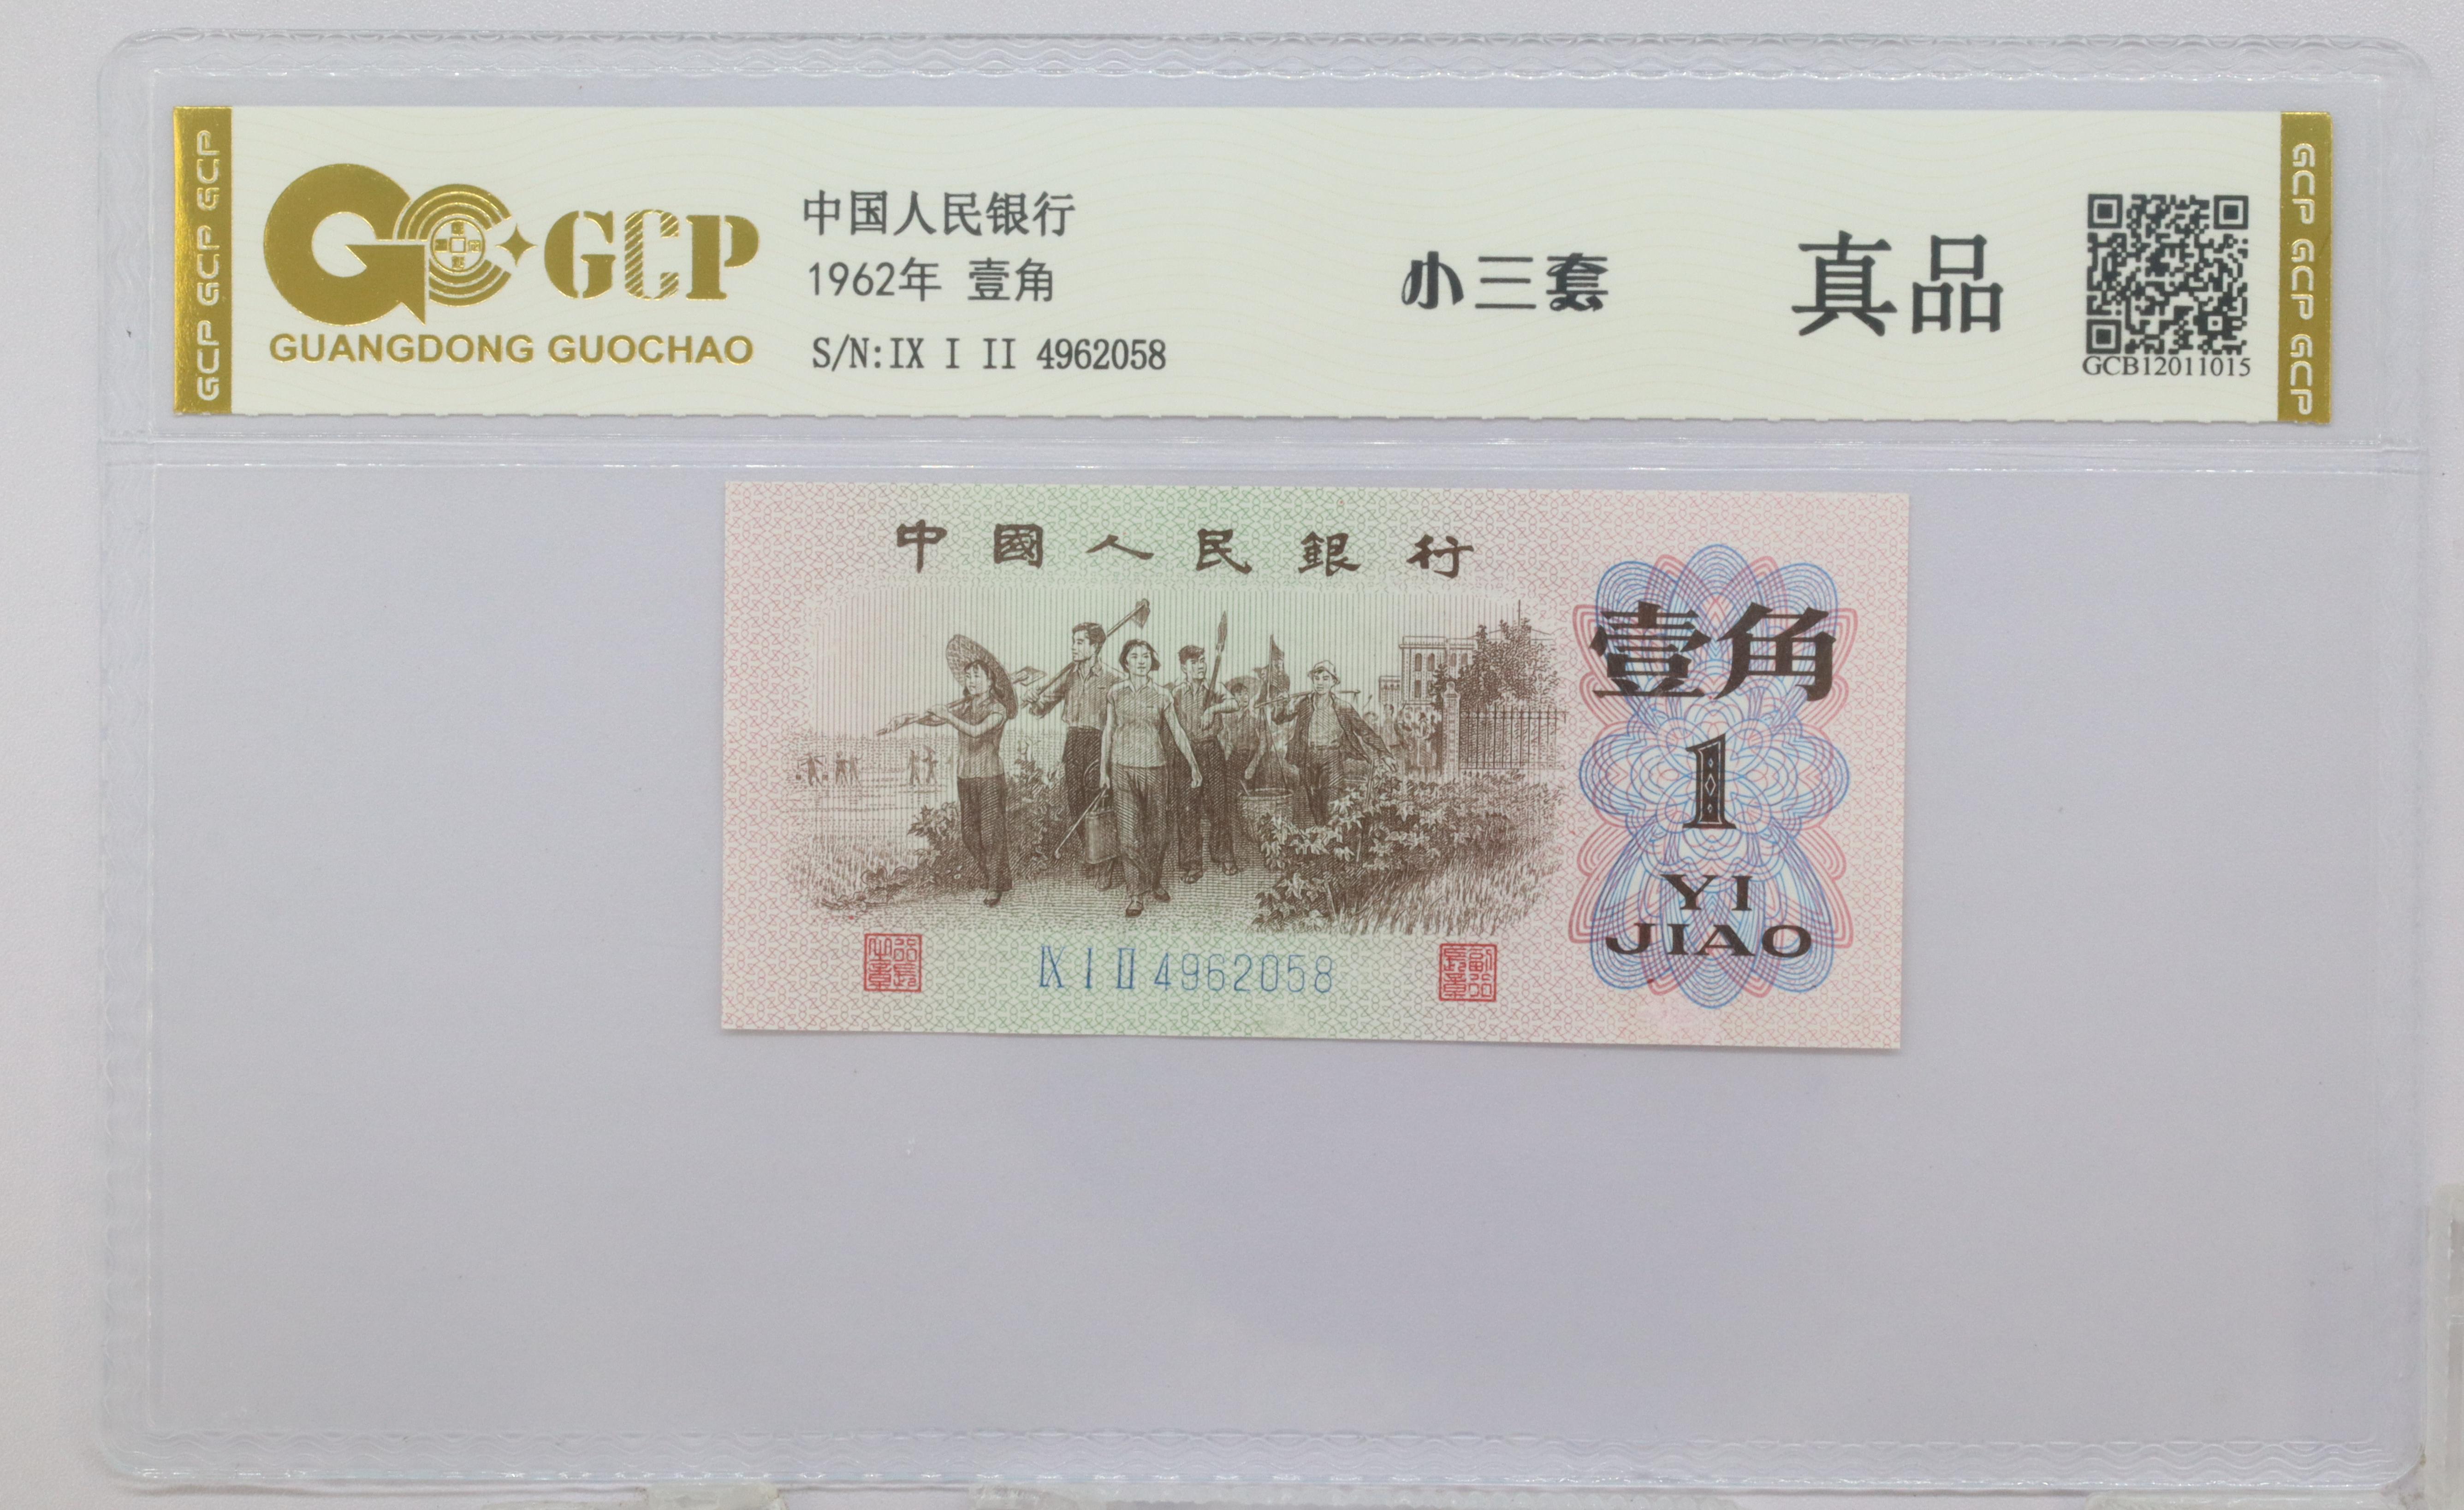 GCP GCP GCP
GCP
GUANGDONG GUOCHAO
中国人民银行
1962年 壹角
S/N:IX I II 4962058
小三套
真品
GCB12011015
GCP GCP GCP
中國人民銀行
壹角
1
YI
JIAO
IX I II 4962058